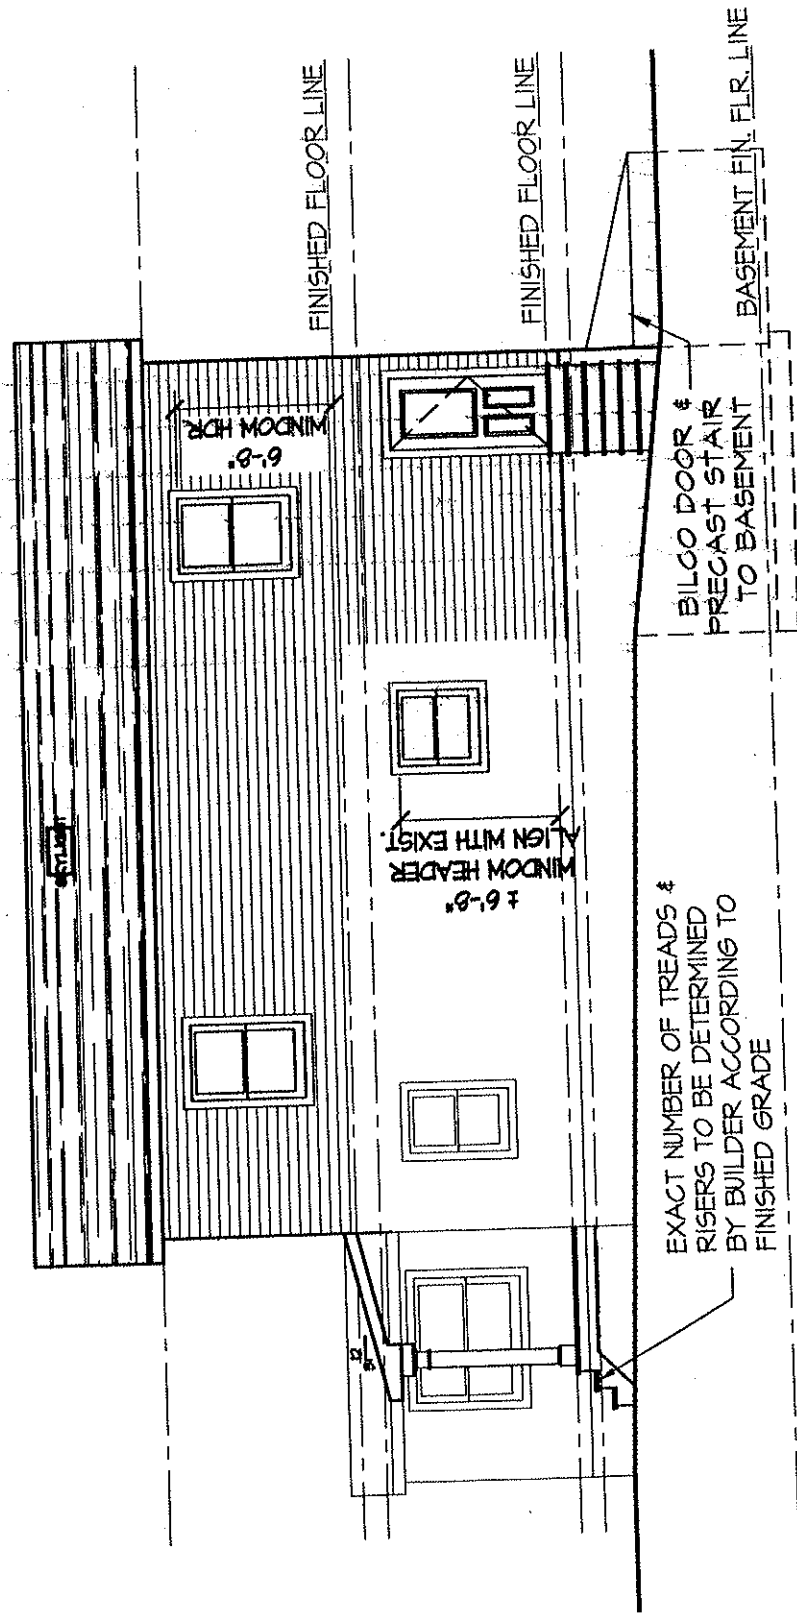 SKYLIGHT
6'-8"
WINDOW HDR
FINISHED FLOOR LINE
± 6'-8"
WINDOW HEADER
ALIGN WITH EXIST.
FINISHED FLOOR LINE
12
EXACT NUMBER OF TREADS &
RISERS TO BE DETERMINED
BY BUILDER ACCORDING TO
FINISHED GRADE
BILCO DOOR &
PRECAST STAIR
TO BASEMENT
BASEMENT FIN. FLR. LINE